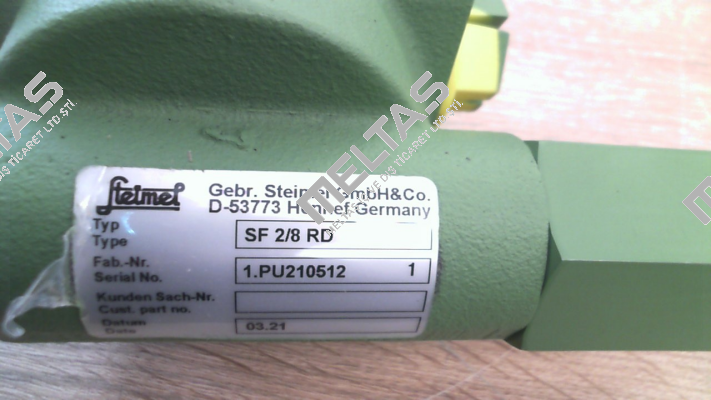 Steimel
Gebr. Steimel GmbH&Co.
D-53773 Hennef Germany
Typ
Type
SF 2/8 RD
Fab.-Nr.
Serial No.
1.PU210512 1
Kunden Sach-Nr.
Cust. part no.
Datum
Date
03.21
MELTAS
MELTAS
MELTAS